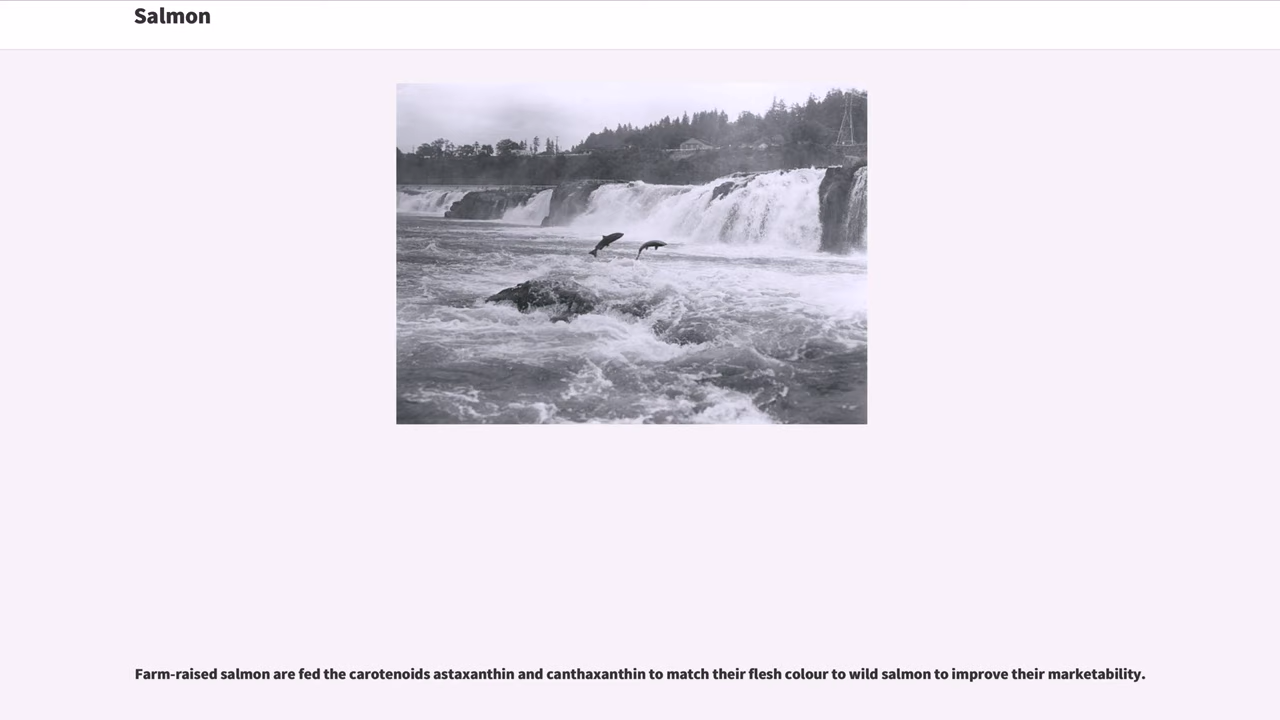 Salmon
Farm-raised salmon are fed the carotenoids astaxanthin and canthaxanthin to match their flesh colour to wild salmon to improve their marketability.